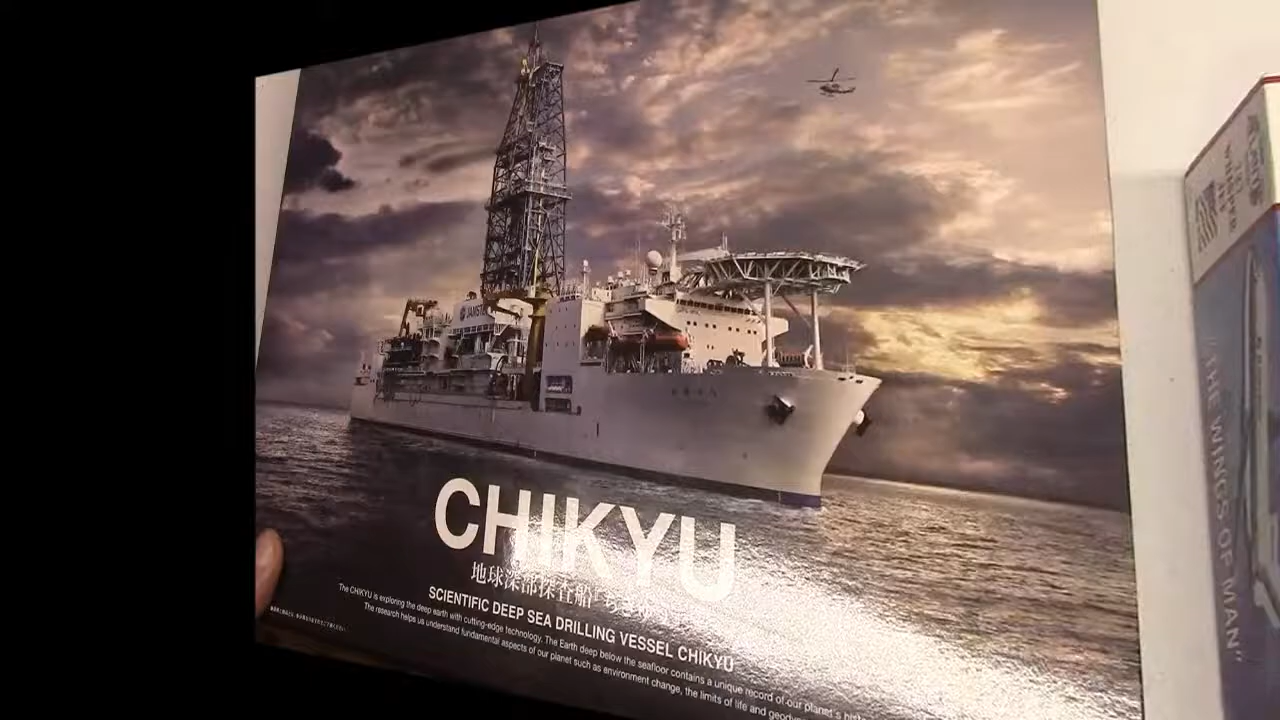 JAMSTEC
CHIKYU
地球深部探査船 ちきゅう
SCIENTIFIC DEEP SEA DRILLING VESSEL CHIKYU
The CHIKYU is exploring the deep earth with cutting-edge technology. The Earth deep below the seafloor contains a unique record of our planet's
The research helps us understand fundamental aspects of our planet such as environment change, the limits of life and
"THE WINGS OF MAN"